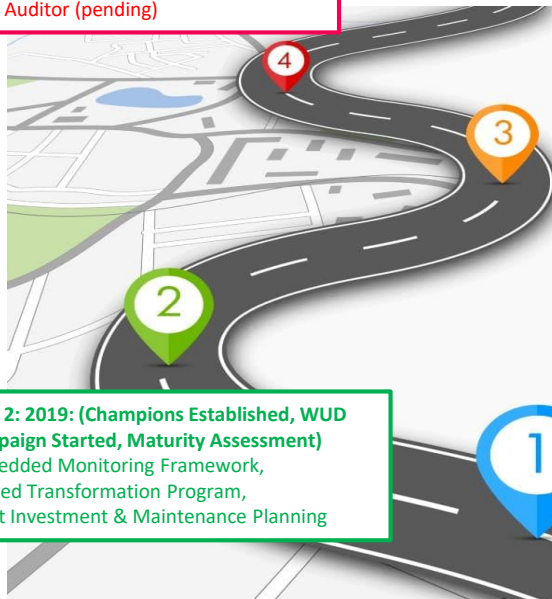 Auditor (pending)
4
3
2
2: 2019: (Champions Established, WUD
paign Started, Maturity Assessment)
edded Monitoring Framework,
ed Transformation Program,
t Investment & Maintenance Planning
1